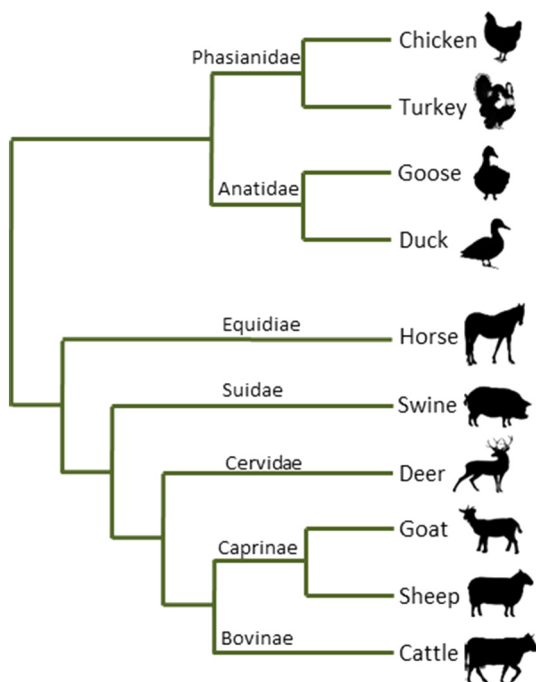 Phasianidae
Chicken
Turkey
Anatidae
Goose
Duck
Equidiae
Horse
Suidae
Swine
Cervidae
Deer
Caprinae
Goat
Sheep
Bovinae
Cattle